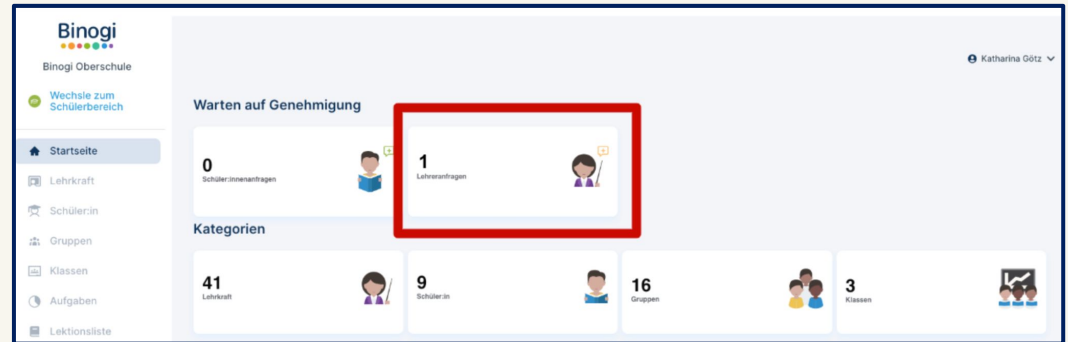 Binogi
Binogi Oberschule
Wechsle zum
Schülerbereich
Startseite
Lehrkraft
Schüler:in
Gruppen
Klassen
Aufgaben
Lektionsliste
Katharina Götz
Warten auf Genehmigung
0
Schüler:innenanfragen
1
Lehreranfragen
Kategorien
41
Lehrkraft
9
Schüler:in
16
Gruppen
3
Klassen